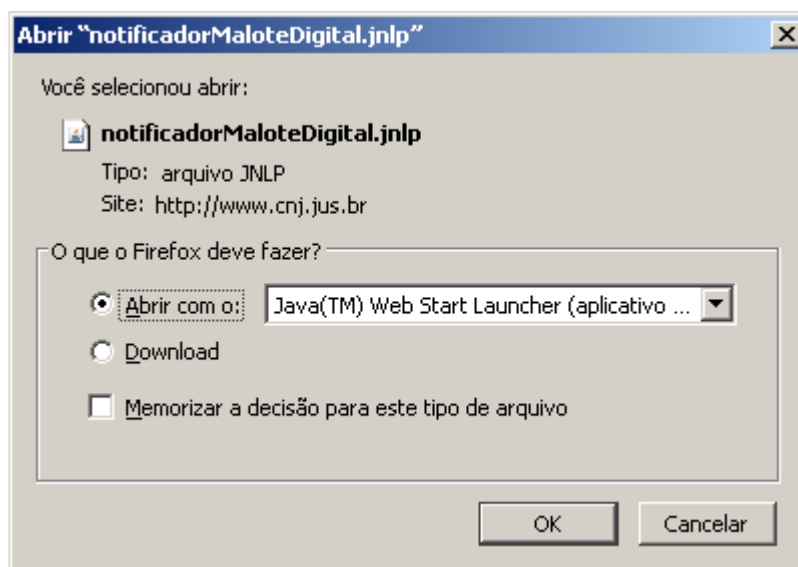 Abrir “notificadorMaloteDigital.jnlp”
Você selecionou abrir:
notificadorMaloteDigital.jnlp
Tipo: arquivo JNLP
Site: http://www.cnj.jus.br
O que o Firefox deve fazer?
Abrir com o: Java(TM) Web Start Launcher (aplicativo ...
Download
Memorizar a decisão para este tipo de arquivo
OK Cancelar